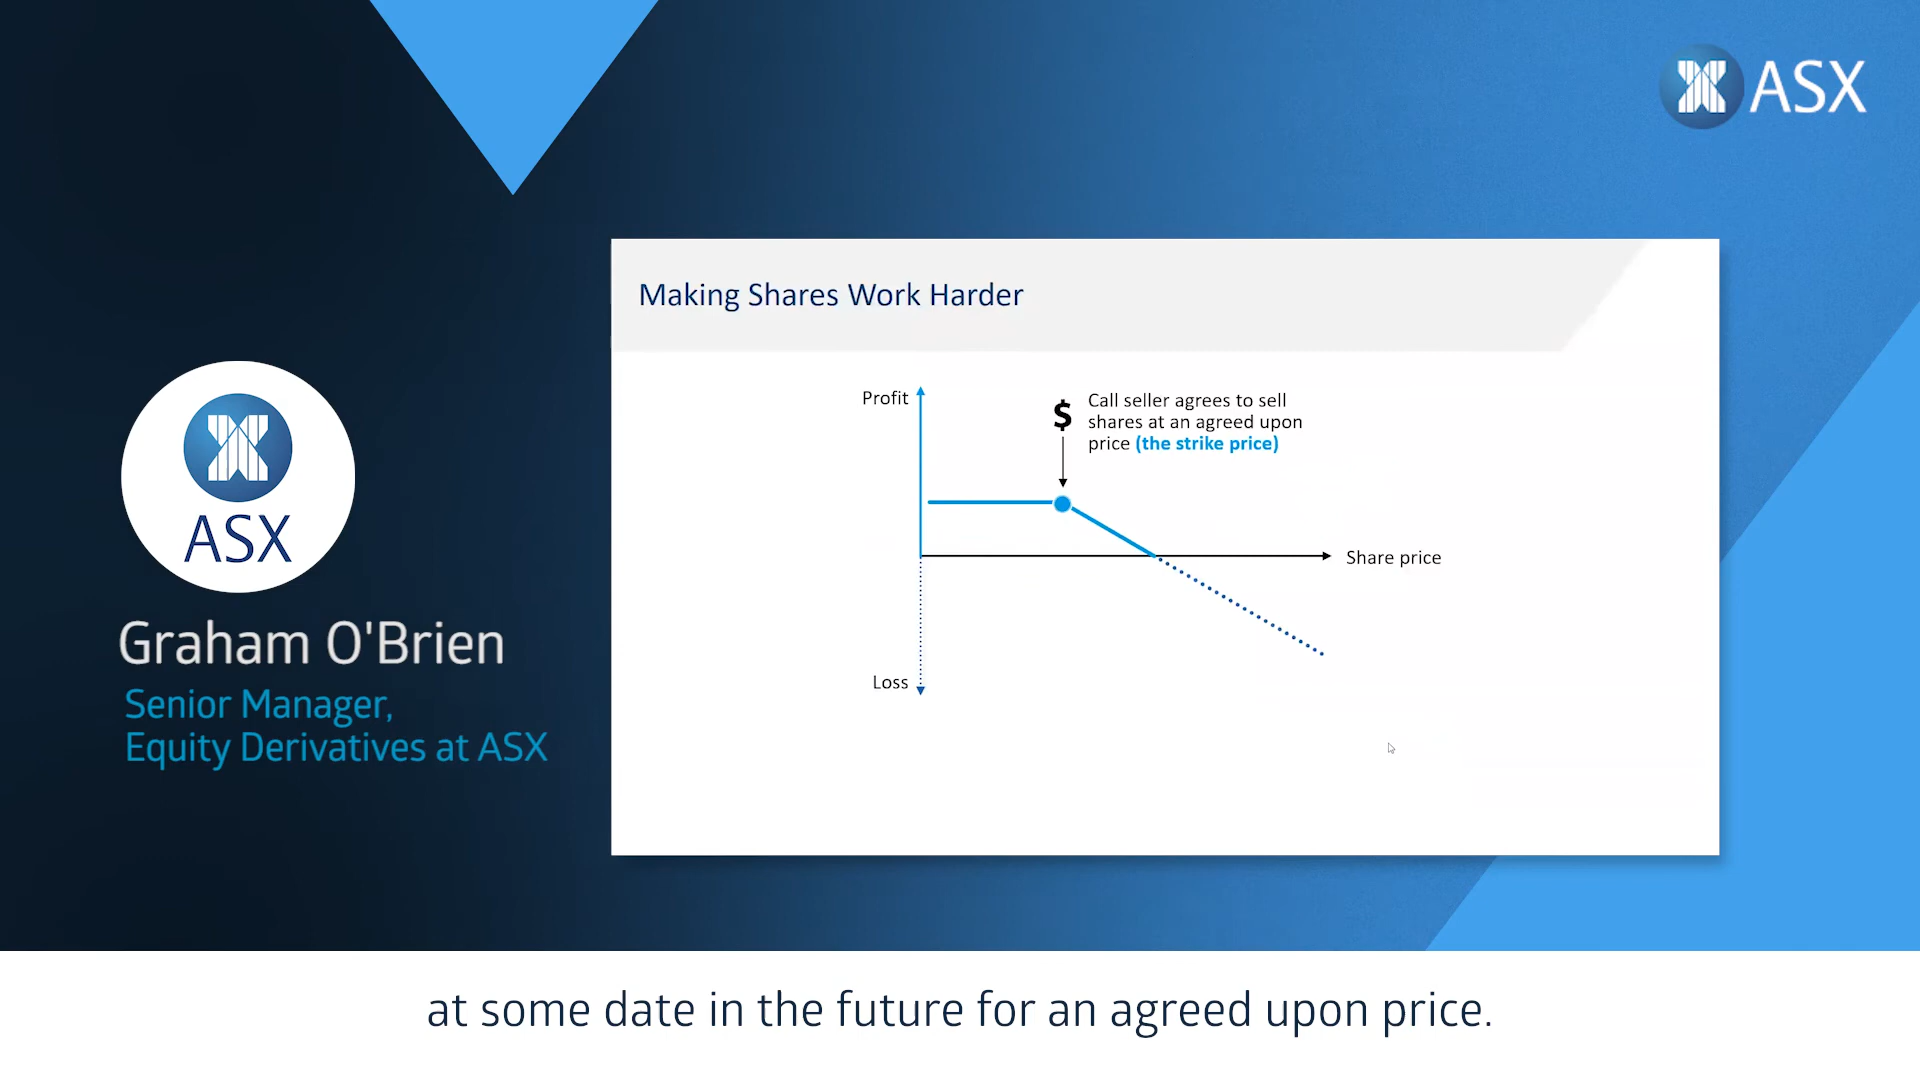 ASX
Making Shares Work Harder
Profit
$
Call seller agrees to sell
shares at an agreed upon
price (the strike price)
Share price
Loss
ASX
Graham O'Brien
Senior Manager,
Equity Derivatives at ASX
at some date in the future for an agreed upon price.